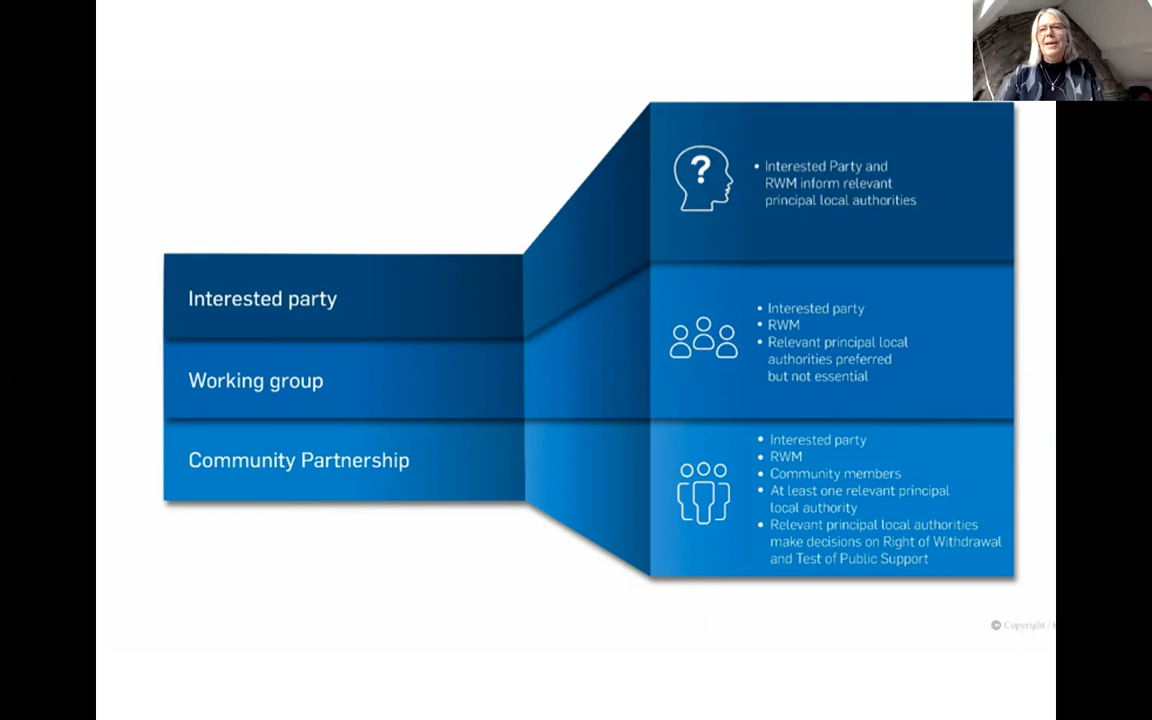 ?
• Interested Party and
RWM inform relevant
principal local authorities
Interested party
• Interested party
• RWM
• Relevant principal local
authorities preferred
but not essential
Working group
• Interested party
• RWM
• Community members
• At least one relevant principal
local authority
• Relevant principal local authorities
make decisions on Right of Withdrawal
and Test of Public Support
Community Partnership
© Copyright /